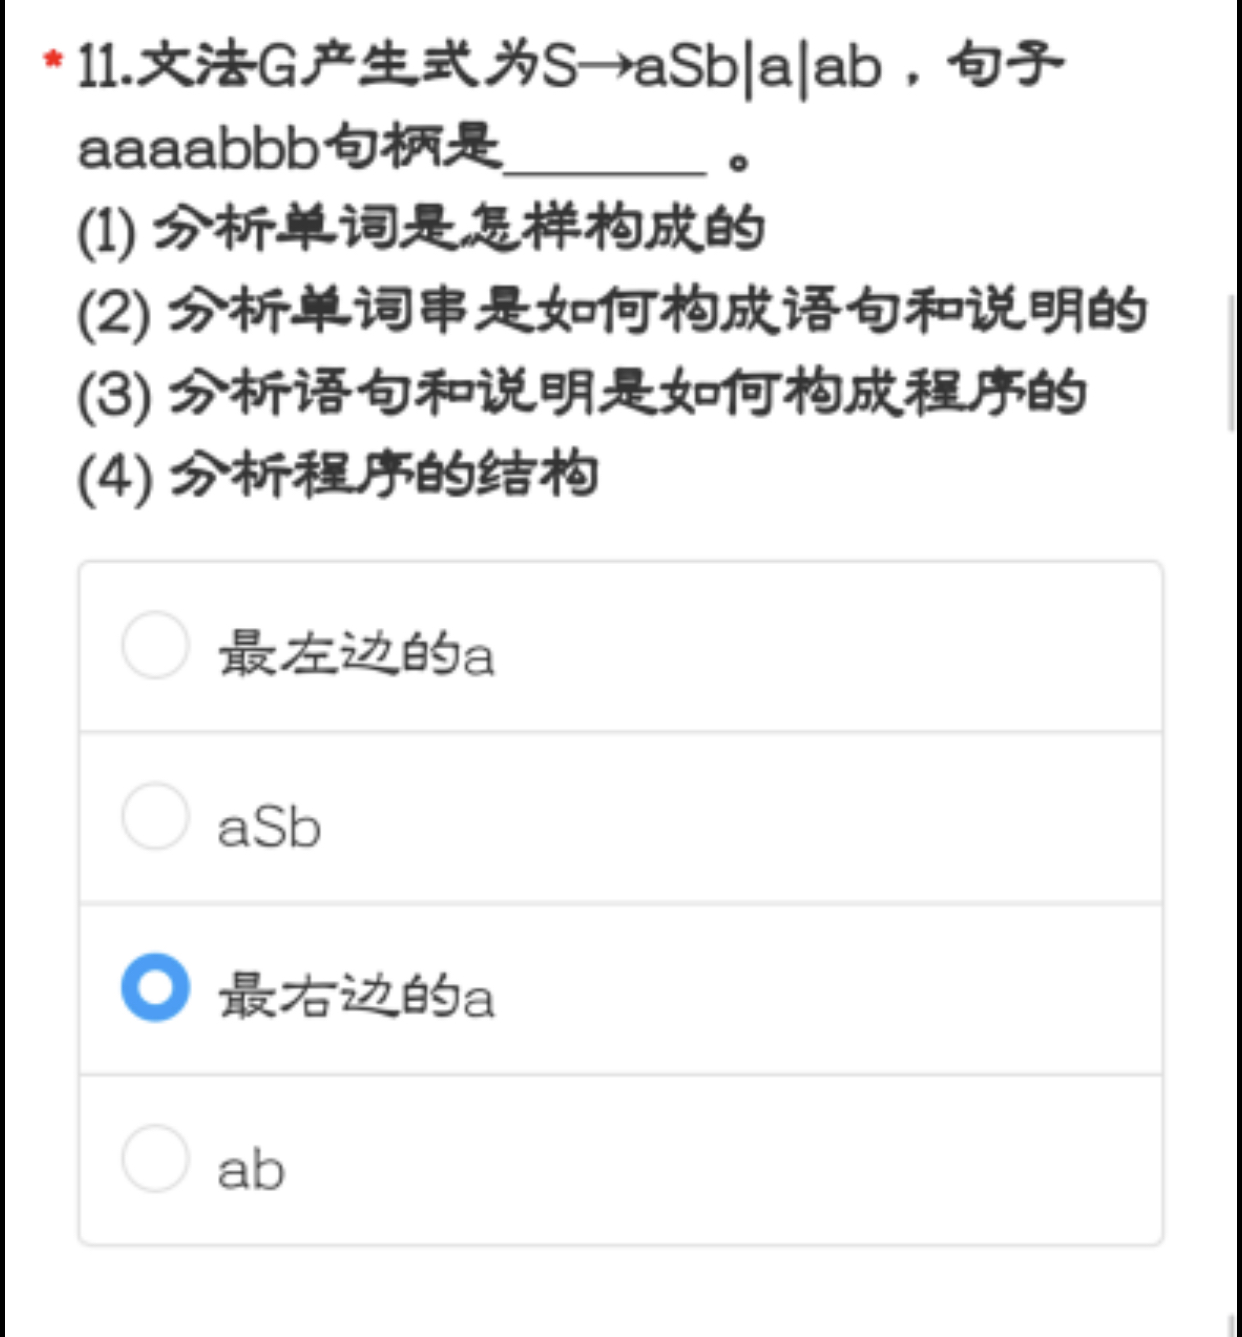 * 11.文法G产生式为S→aSb|a|ab，句子
aaaabbb句柄是______ 。
(1) 分析单词是怎样构成的
(2) 分析单词串是如何构成语句和说明的
(3) 分析语句和说明是如何构成程序的
(4) 分析程序的结构
最左边的a
aSb
最右边的a
ab